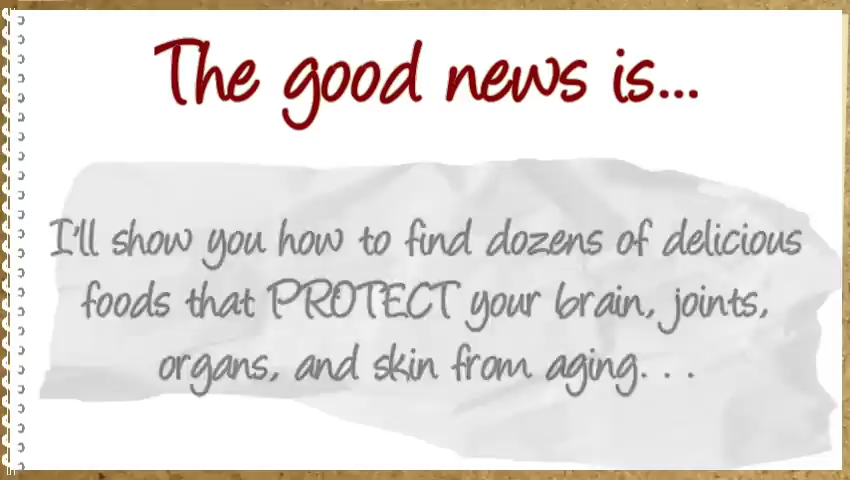 The good news is...
I'll show you how to find dozens of delicious
foods that PROTECT your brain, joints,
organs, and skin from aging. . .